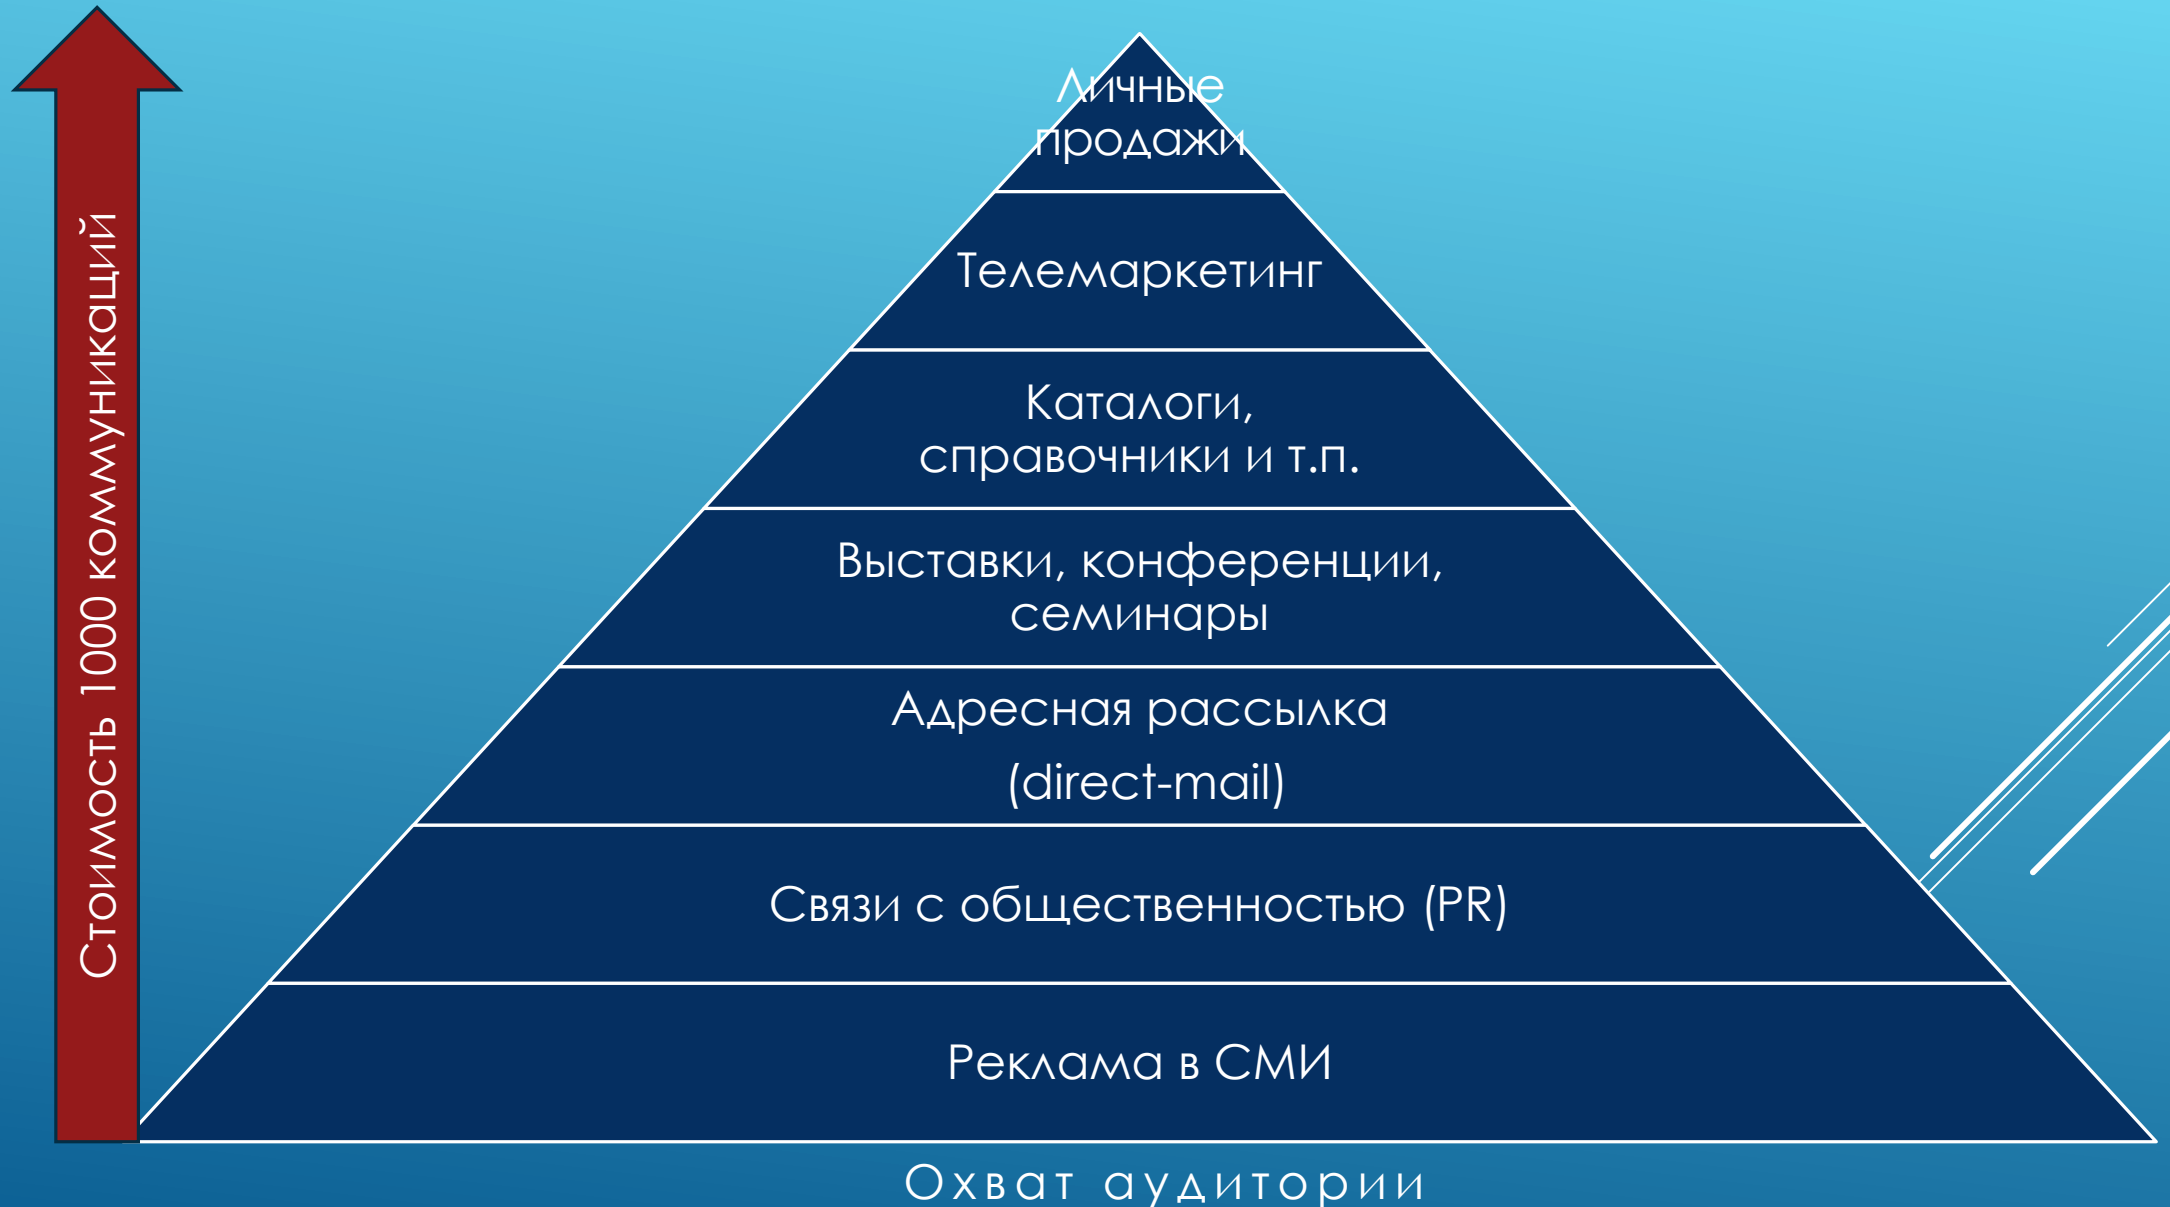 Стоимость 1000 коммуникаций
Личные
продажи
Телемаркетинг
Каталоги,
справочники и т.п.
Выставки, конференции,
семинары
Адресная рассылка
(direct-mail)
Связи с общественностью (PR)
Реклама в СМИ
Охват аудитории